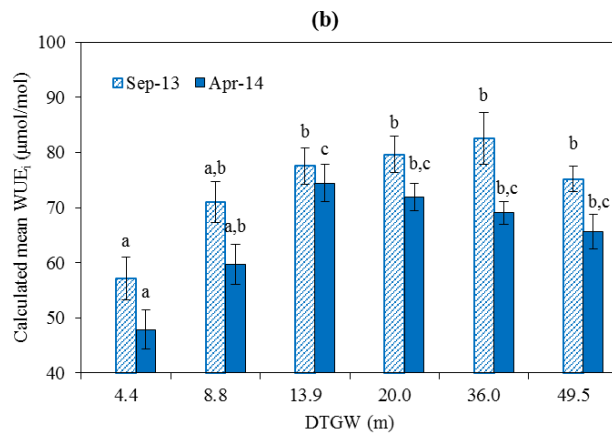 (b)
100
90
80
70
60
50
40
Calculated mean WUEi (µmol/mol)
Sep-13 Apr-14
a
a
a,b
a,b
b
c
b
b,c
b
b,c
b
b,c
4.4 8.8 13.9 20.0 36.0 49.5
DTGW (m)